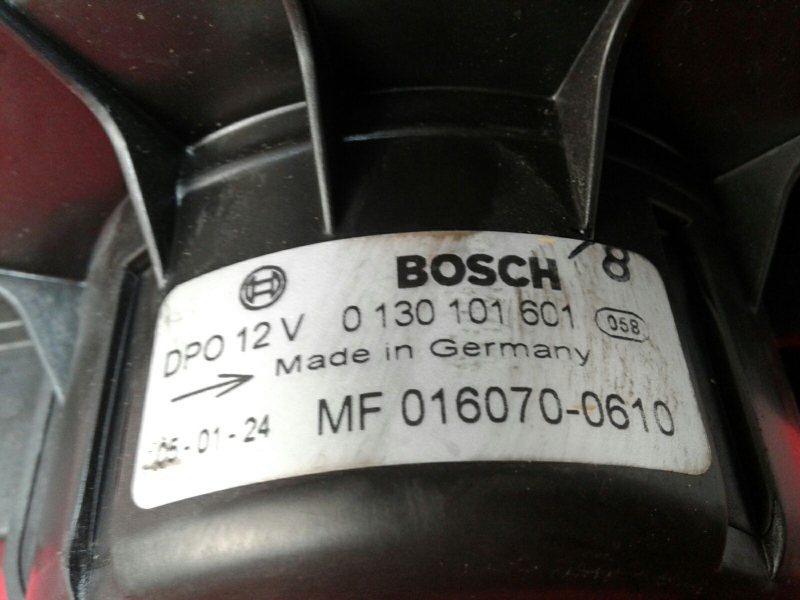 BOSCH 8
DPO 12 V 0 130 101 601 058
Made in Germany
MF 016070-0610
05-01-24